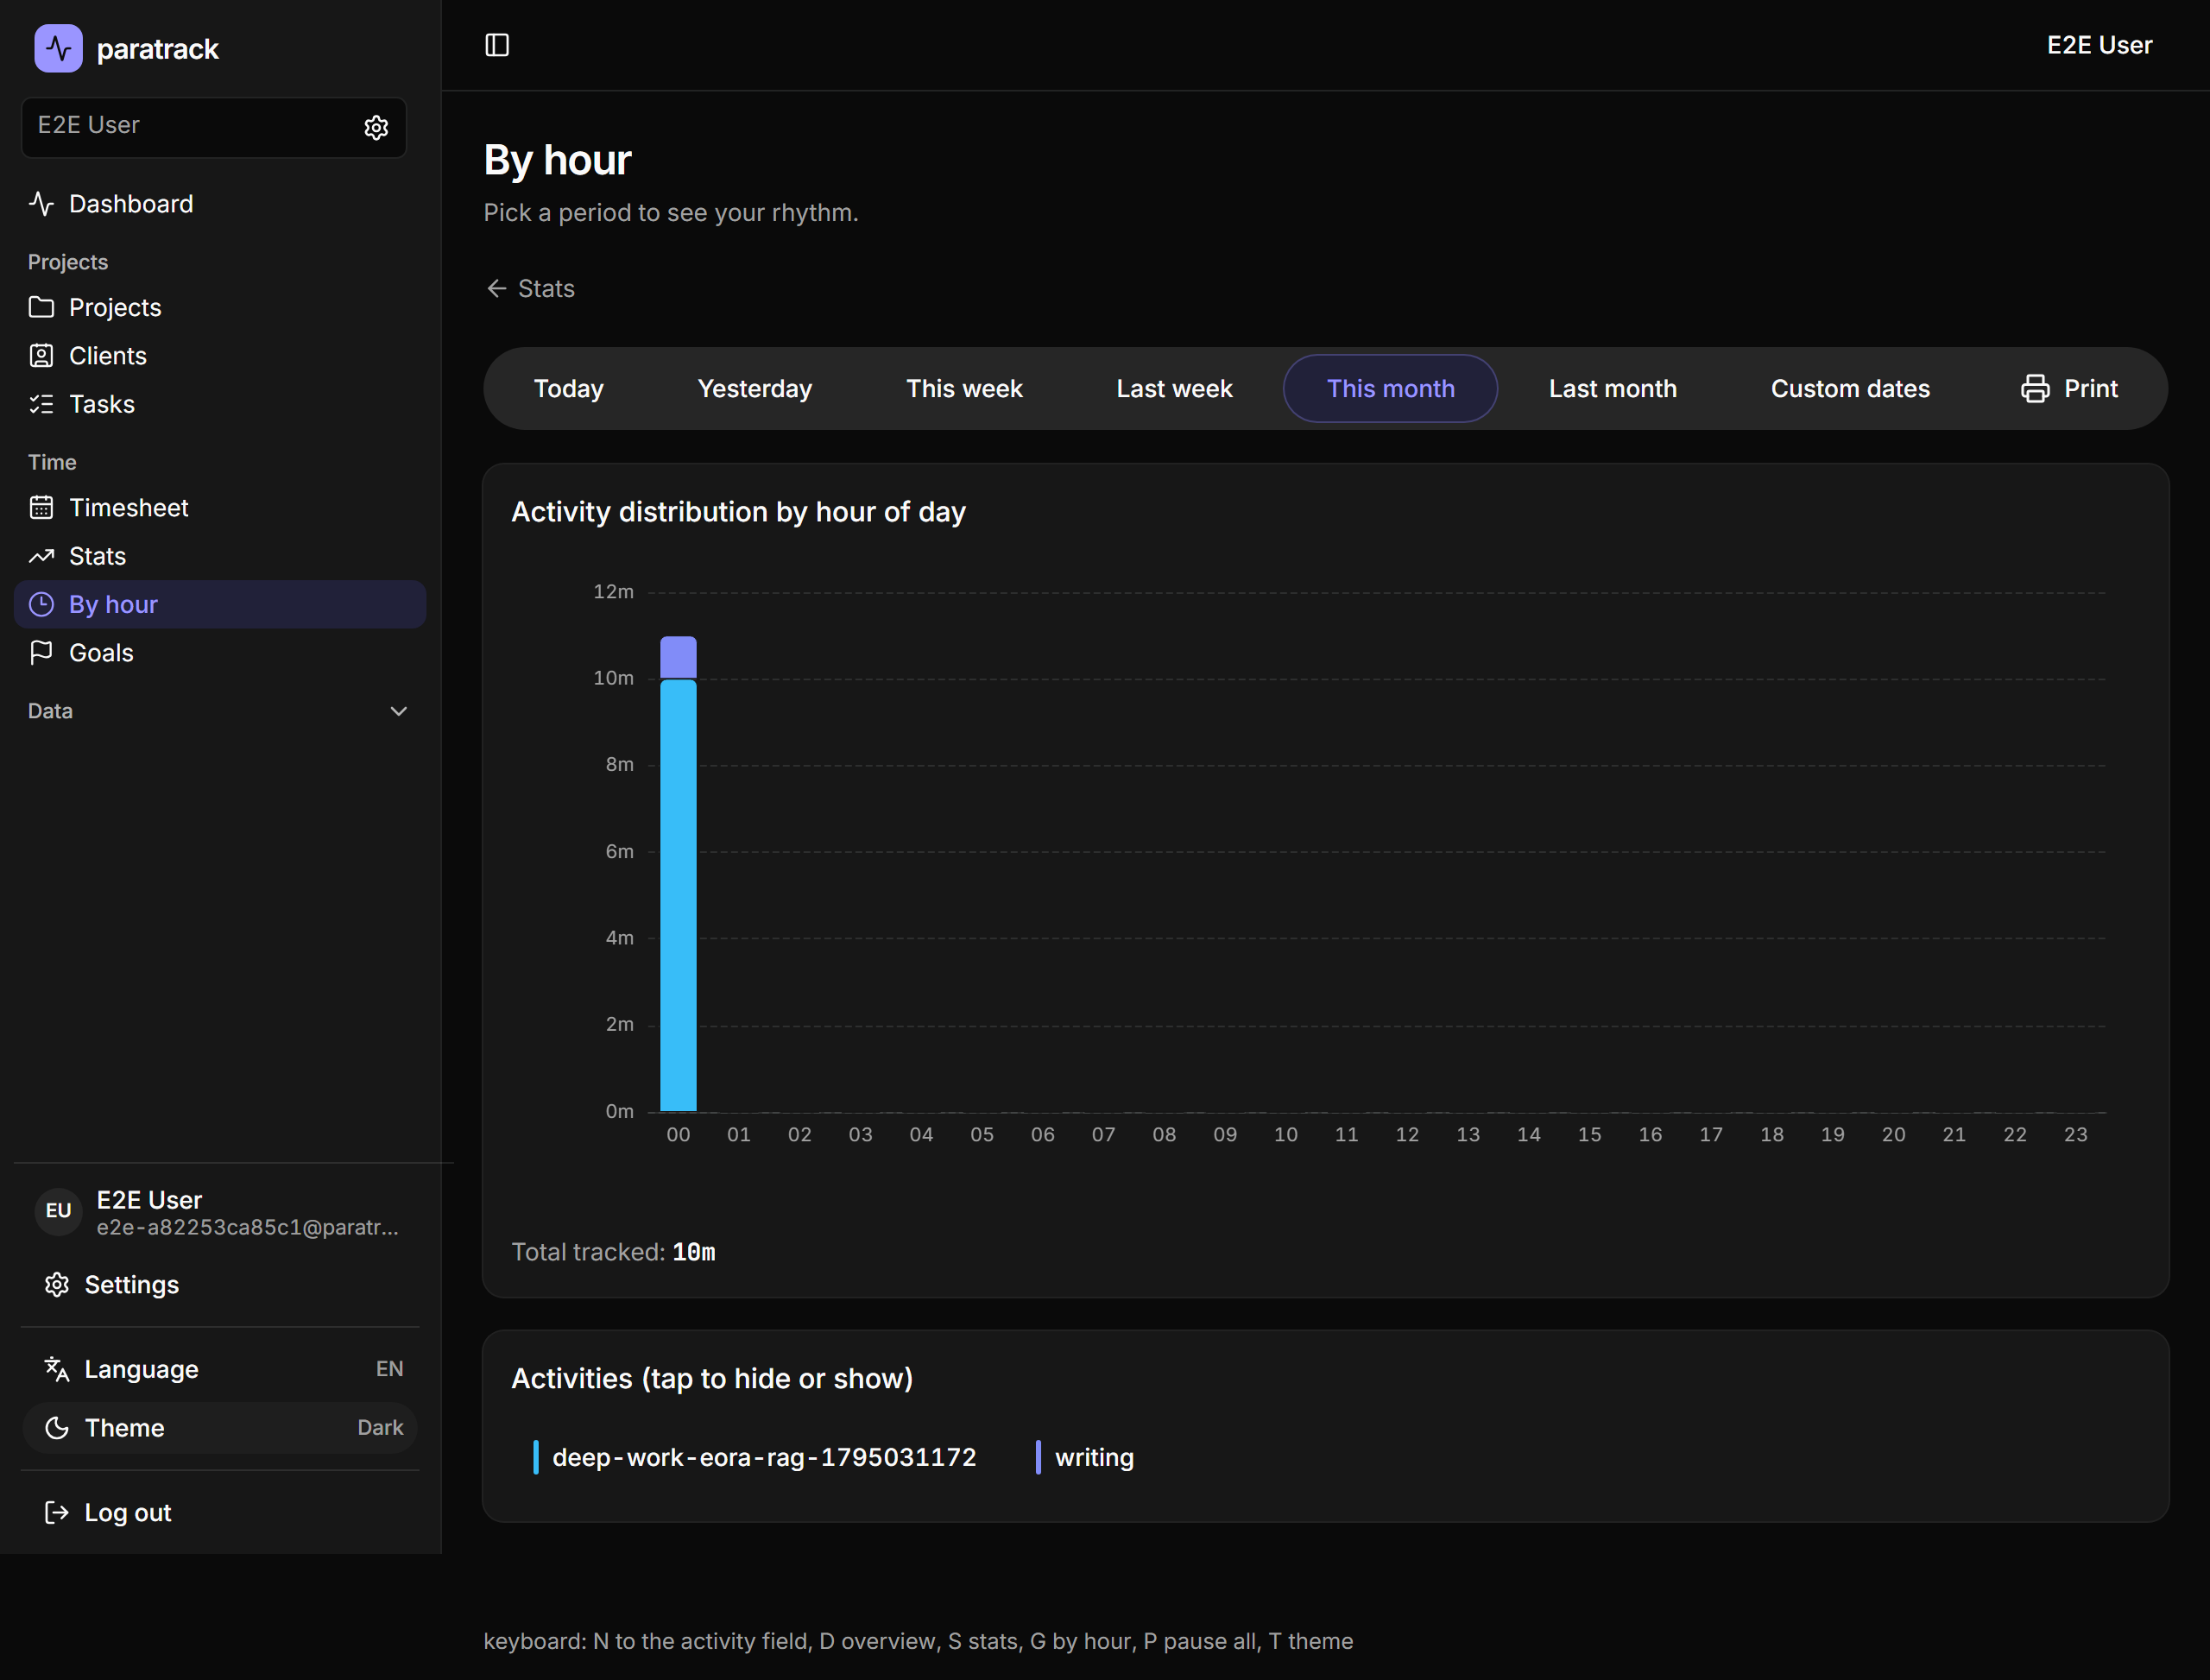 paratrack
E2E User
Dashboard
Projects
Projects
Clients
Tasks
Time
Timesheet
Stats
By hour
Goals
Data
EU
E2E User
e2e-a82253ca85c1@paratr...
Settings
Language EN
Theme Dark
Log out
E2E User
By hour
Pick a period to see your rhythm.
Stats
Today Yesterday This week Last week This month Last month Custom dates Print
Activity distribution by hour of day
12m
10m
8m
6m
4m
2m
0m
00 01 02 03 04 05 06 07 08 09 10 11 12 13 14 15 16 17 18 19 20 21 22 23
Total tracked: 10m
Activities (tap to hide or show)
deep-work-eora-rag-1795031172 writing
keyboard: N to the activity field, D overview, S stats, G by hour, P pause all, T theme